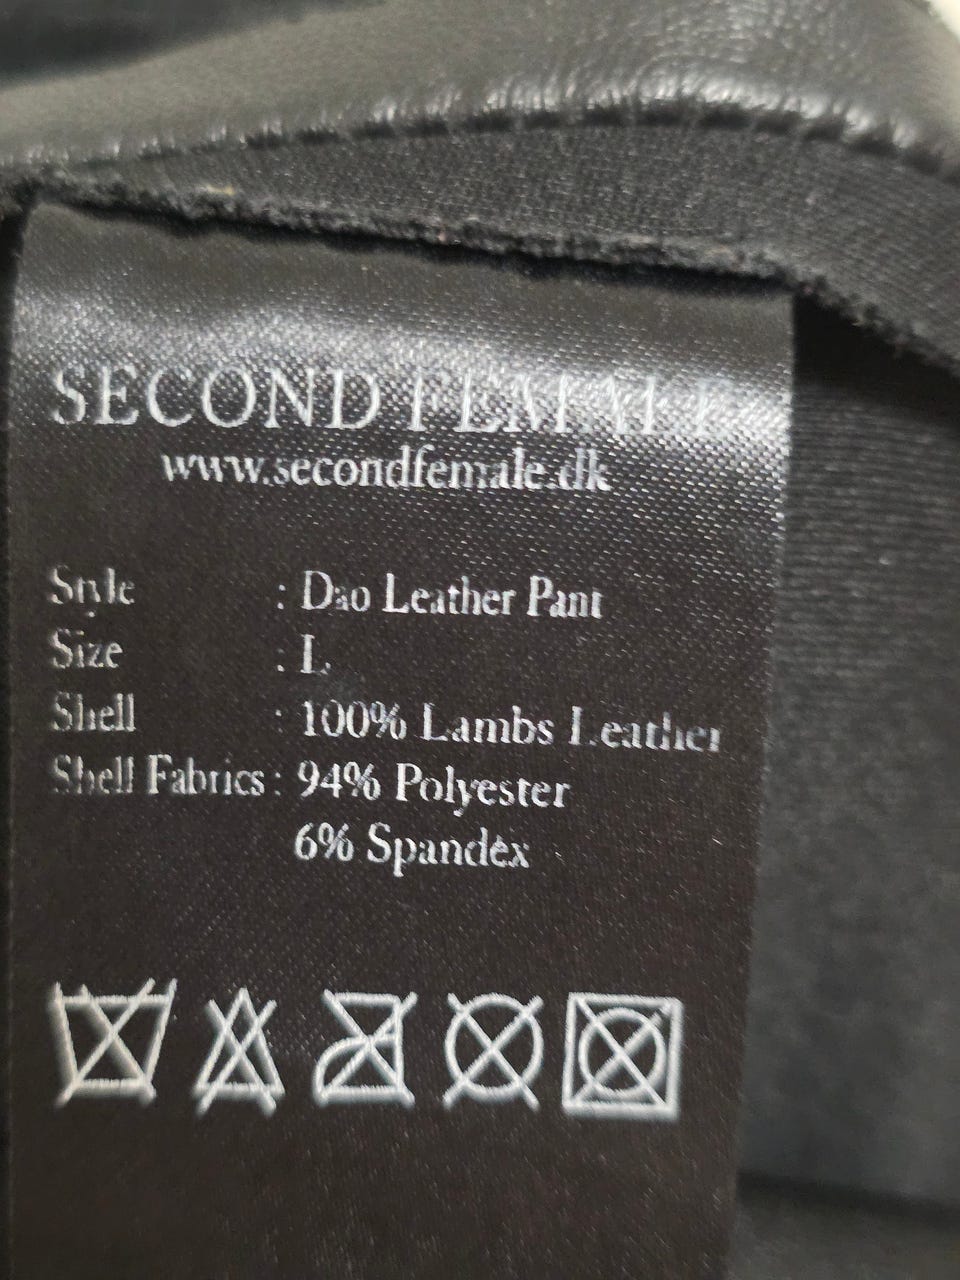 SECOND FEMALE
www.secondfemale.dk
Style : Dao Leather Pant
Size : L
Shell : 100% Lambs Leather
Shell Fabrics : 94% Polyester
6% Spandex